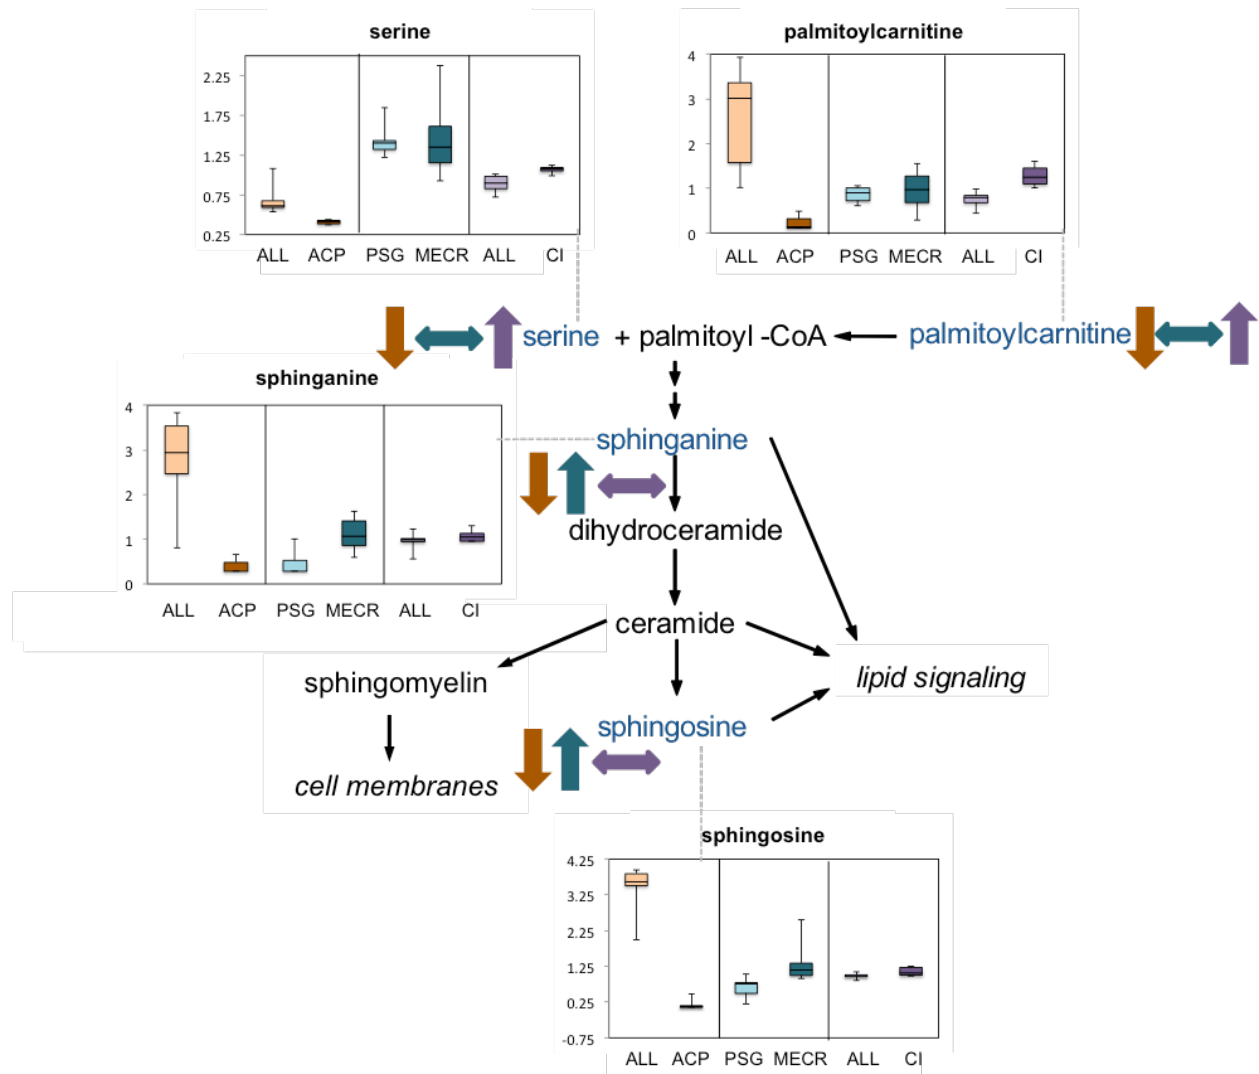 serine
2.25
1.75
1.25
0.75
0.25
ALL ACP PSG MECR ALL CI
palmitoylcarnitine
4
3
2
1
0
ALL ACP PSG MECR ALL CI
serine + palmitoyl -CoA
palmitoylcarnitine
sphinganine
4
3
2
1
0
ALL ACP PSG MECR ALL CI
sphinganine
dihydroceramide
ceramide
sphingomyelin
lipid signaling
sphingosine
cell membranes
sphingosine
4.25
3.25
2.25
1.25
0.25
-0.75
ALL ACP PSG MECR ALL CI